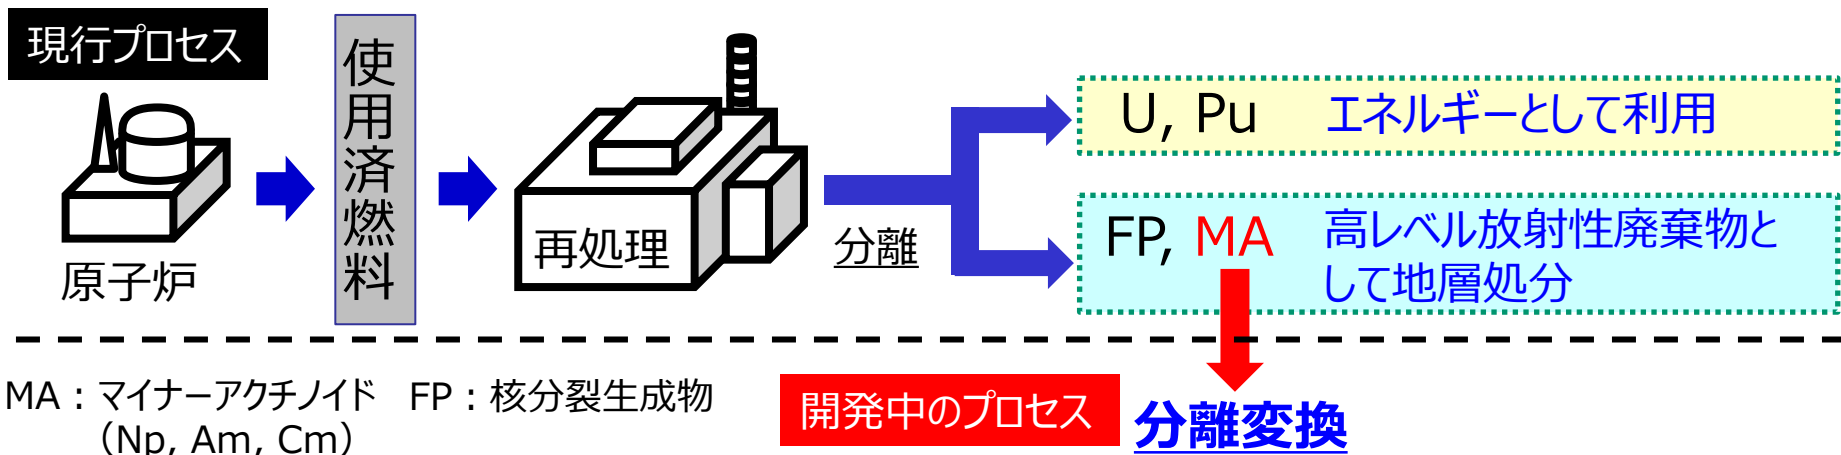 現行プロセス
原子炉
使用済燃料
再処理
分離
U, Pu エネルギーとして利用
FP, MA 高レベル放射性廃棄物と
して地層処分
MA：マイナーアクチノイド FP：核分裂生成物
（Np, Am, Cm）
開発中のプロセス 分離変換